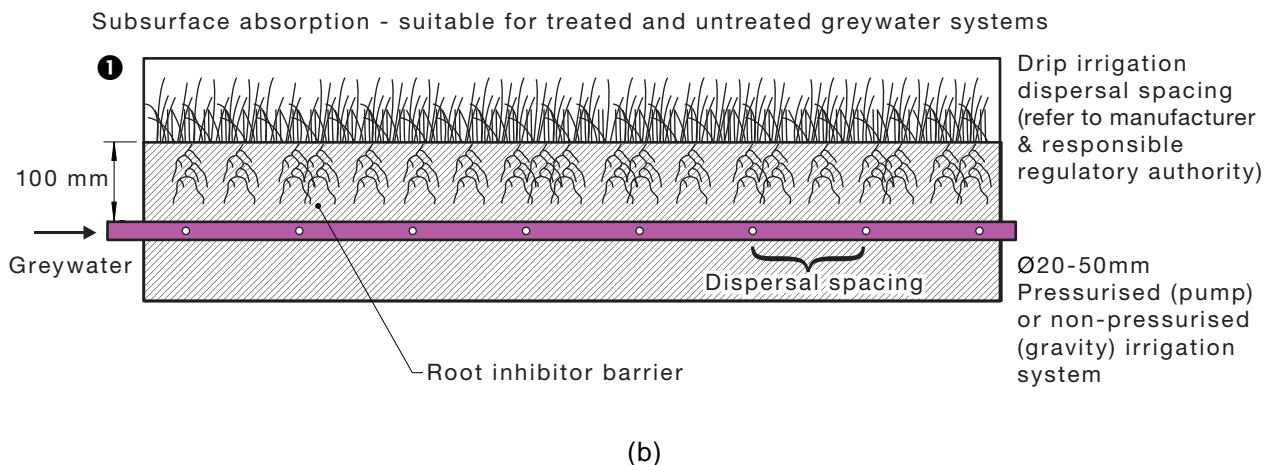 Subsurface absorption - suitable for treated and untreated greywater systems
❶
Drip irrigation
dispersal spacing
(refer to manufacturer
& responsible
regulatory authority)
100 mm
Greywater
Dispersal spacing
Ø20-50mm
Pressurised (pump)
or non-pressurised
(gravity) irrigation
system
Root inhibitor barrier
(b)